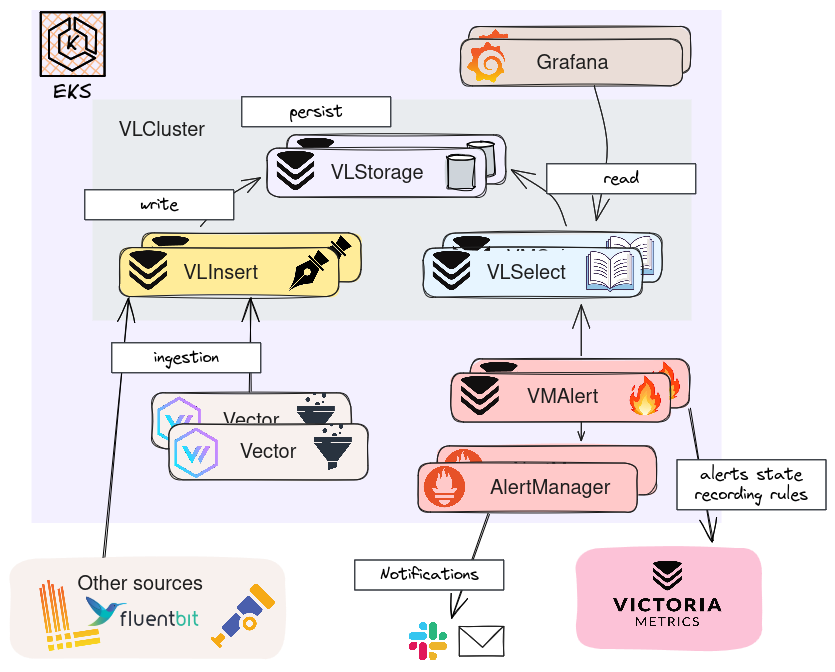 EKS
Grafana
VLCluster
persist
VLStorage
write
read
VLInsert
VLSelect
ingestion
Vector
Vector
VMAlert
AlertManager
alerts state
recording rules
Notifications
Other sources
fluentbit
VICTORIA
METRICS